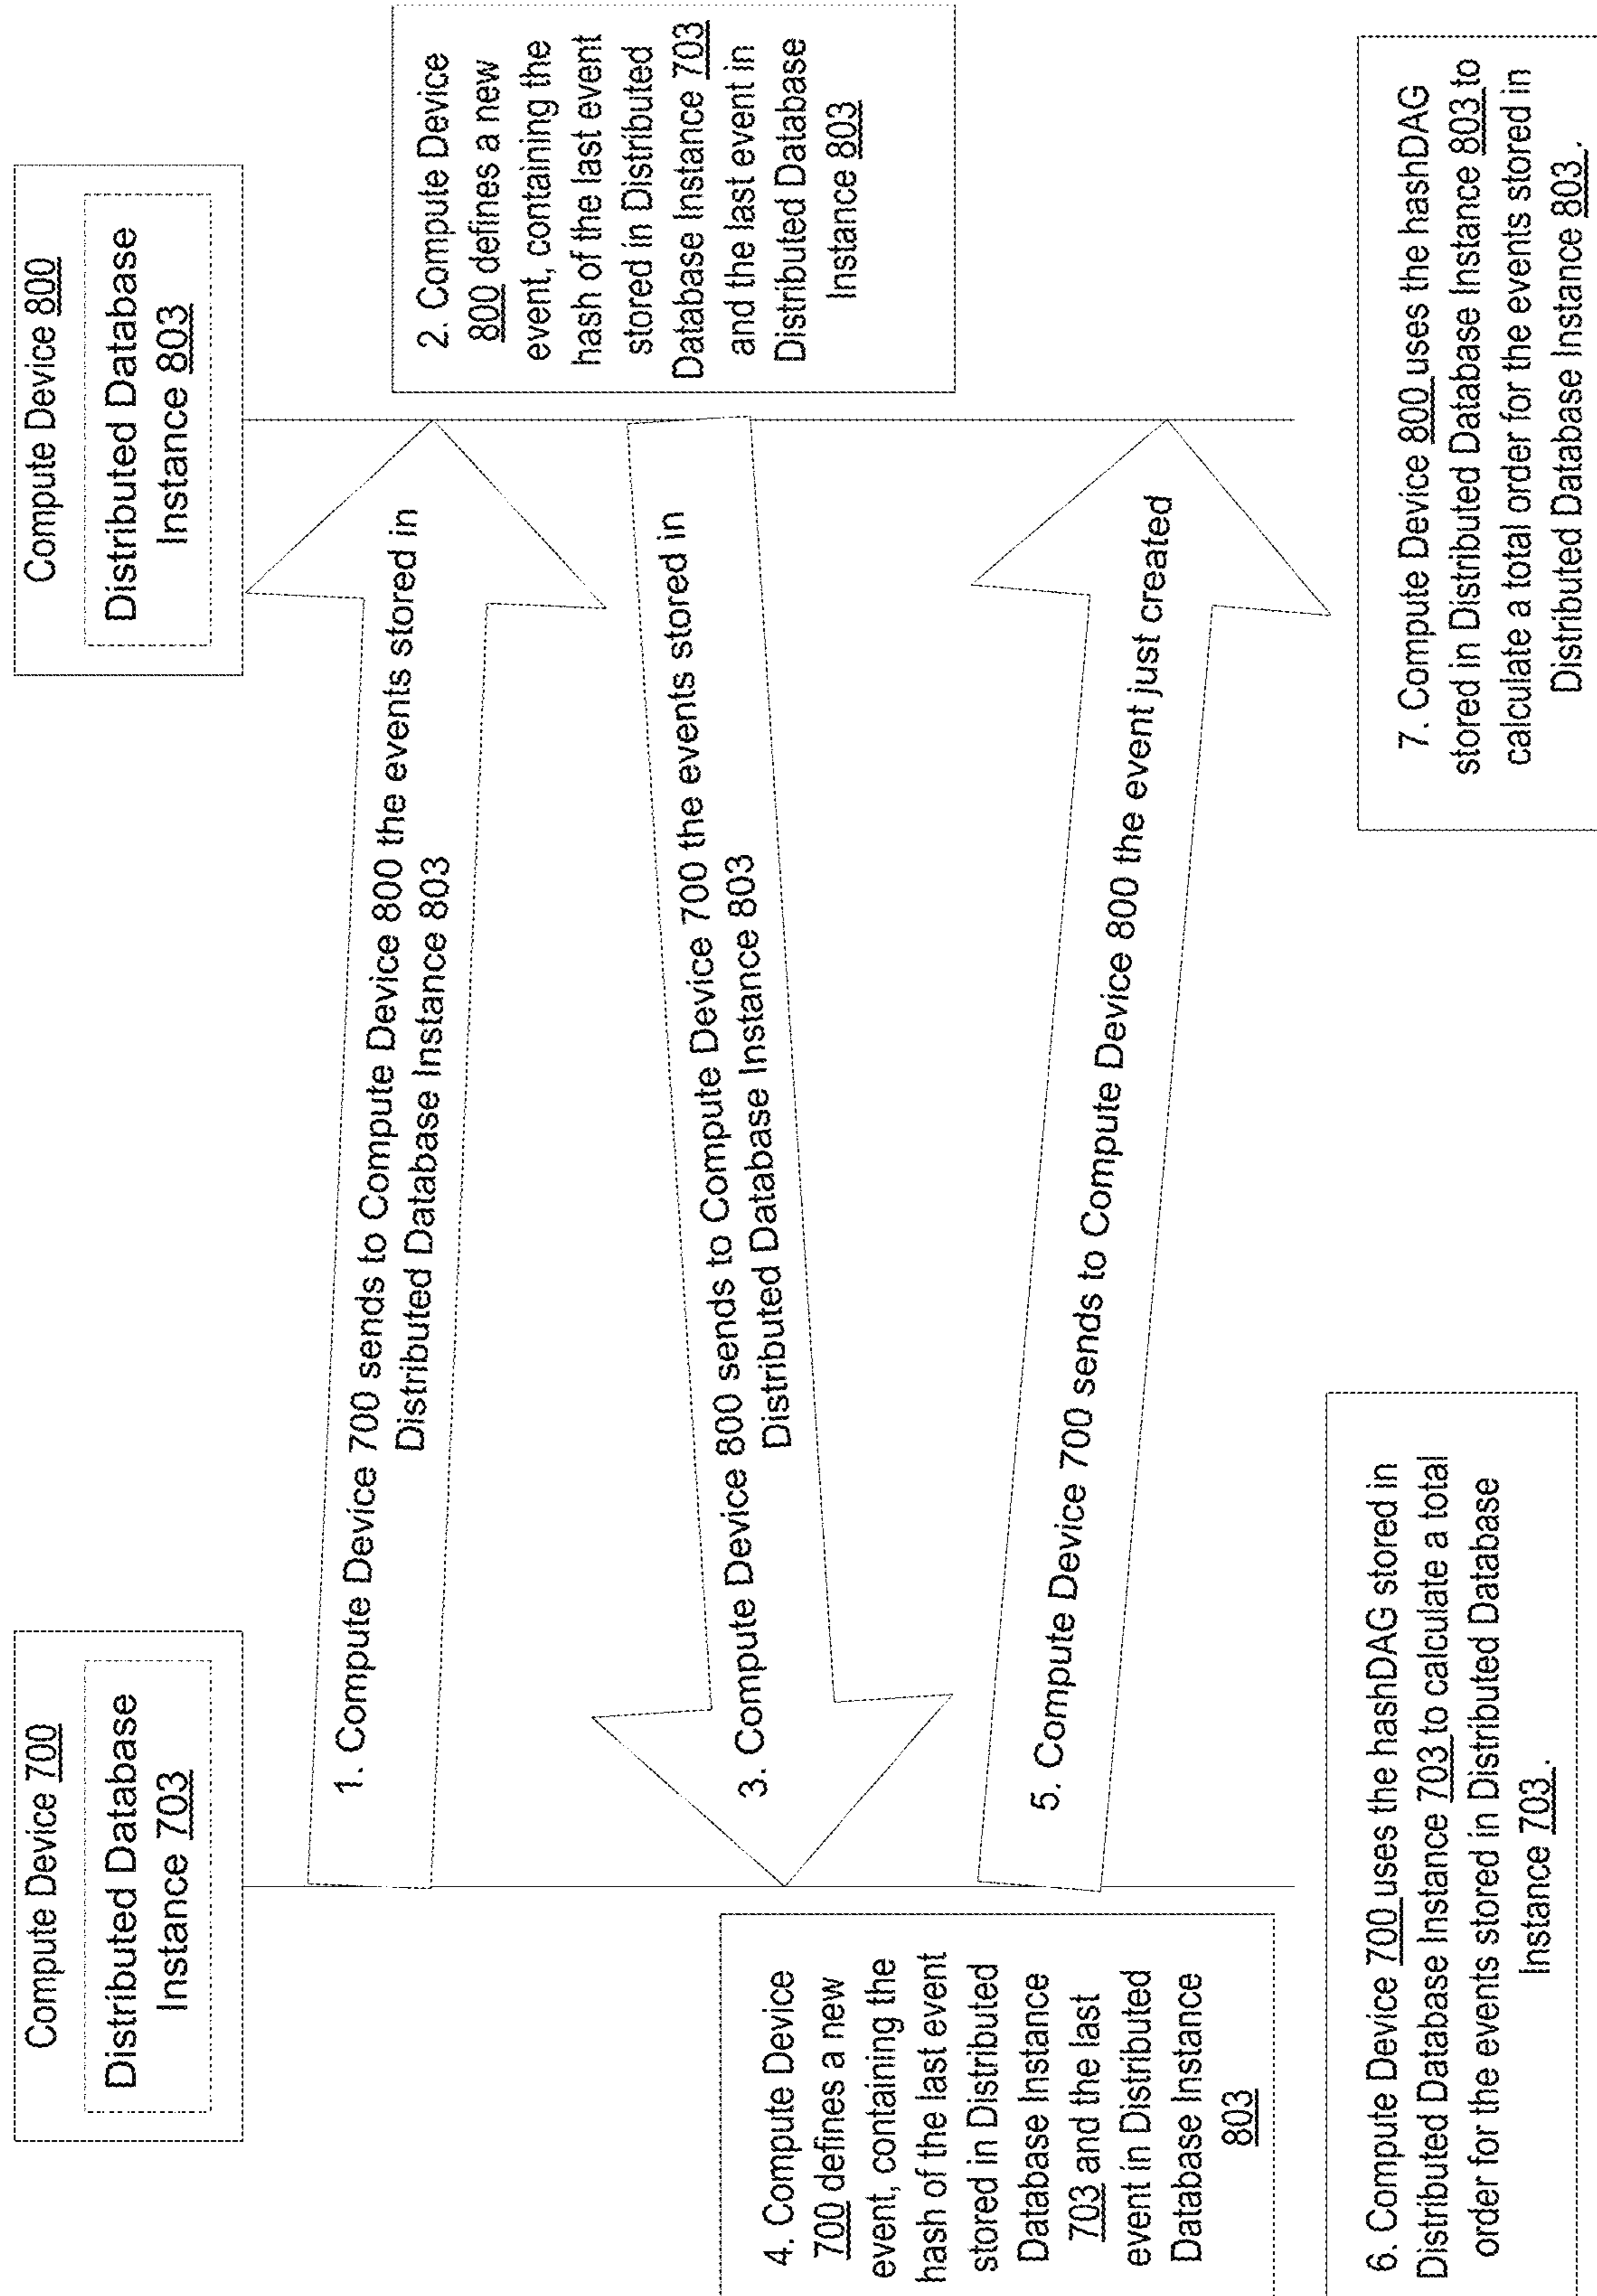 Compute Device 700
Distributed Database
Instance 703
Compute Device 800
Distributed Database
Instance 803
1. Compute Device 700 sends to Compute Device 800 the events stored in
Distributed Database Instance 803
2. Compute Device
800 defines a new
event, containing the
hash of the last event
stored in Distributed
Database Instance 703
and the last event in
Distributed Database
Instance 803
3. Compute Device 800 sends to Compute Device 700 the events stored in
Distributed Database Instance 803
4. Compute Device
700 defines a new
event, containing the
hash of the last event
stored in Distributed
Database Instance
703 and the last
event in Distributed
Database Instance
803
5. Compute Device 700 sends to Compute Device 800 the event just created
6. Compute Device 700 uses the hashDAG stored in
Distributed Database Instance 703 to calculate a total
order for the events stored in Distributed Database
Instance 703 .
7. Compute Device 800 uses the hashDAG
stored in Distributed Database Instance 803 to
calculate a total order for the events stored in
Distributed Database Instance 803 .